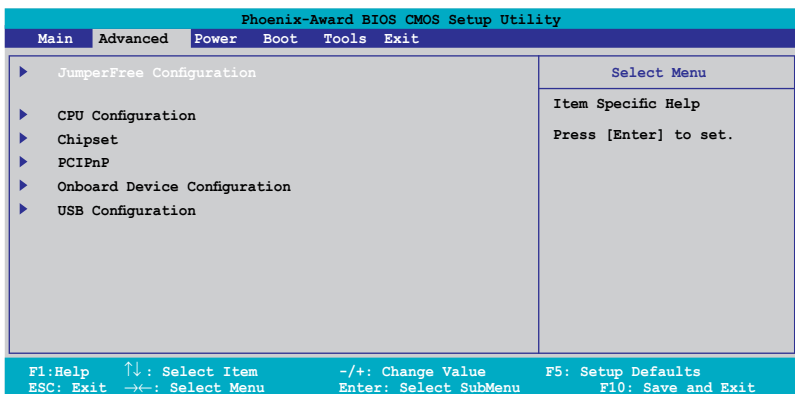 Phoenix-Award BIOS CMOS Setup Utility
Main Advanced Power Boot Tools Exit
JumperFree Configuration
CPU Configuration
Chipset
PCIPnP
Onboard Device Configuration
USB Configuration
Select Menu
Item Specific Help
Press [Enter] to set.
F1:Help ↑↓ : Select Item -/+: Change Value F5: Setup Defaults
ESC: Exit →←: Select Menu Enter: Select SubMenu F10: Save and Exit